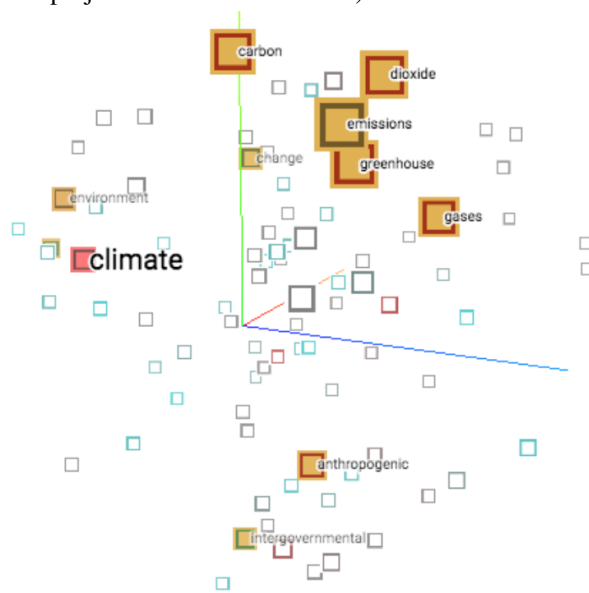 carbon
dioxide
emissions
change
greenhouse
environment
gases
climate
anthropogenic
intergovernmental